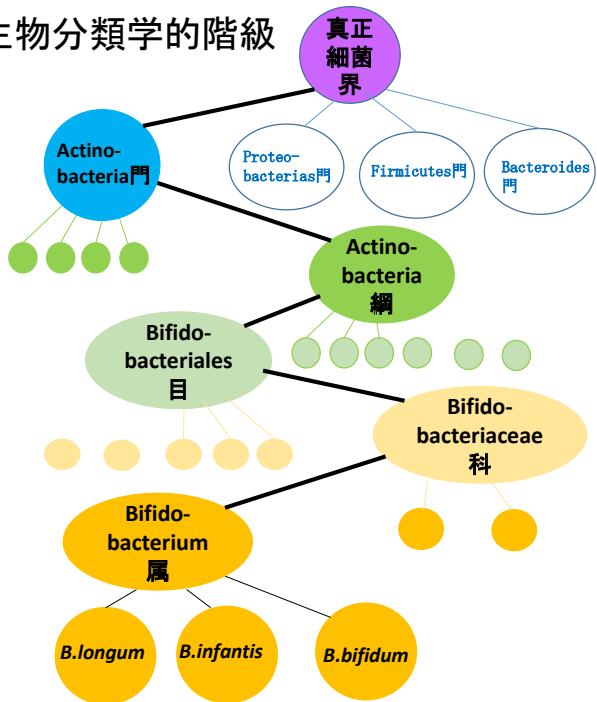 生物分類学的階級
真正
細菌
界
Actino-
bacteria門
Proteo-
bacterias門
Firmicutes門
Bacteroides
門
Actino-
bacteria
綱
Bifido-
bacteriales
目
Bifido-
bacteriaceae
科
Bifido-
bacterium
属
B.longum
B.infantis
B.bifidum